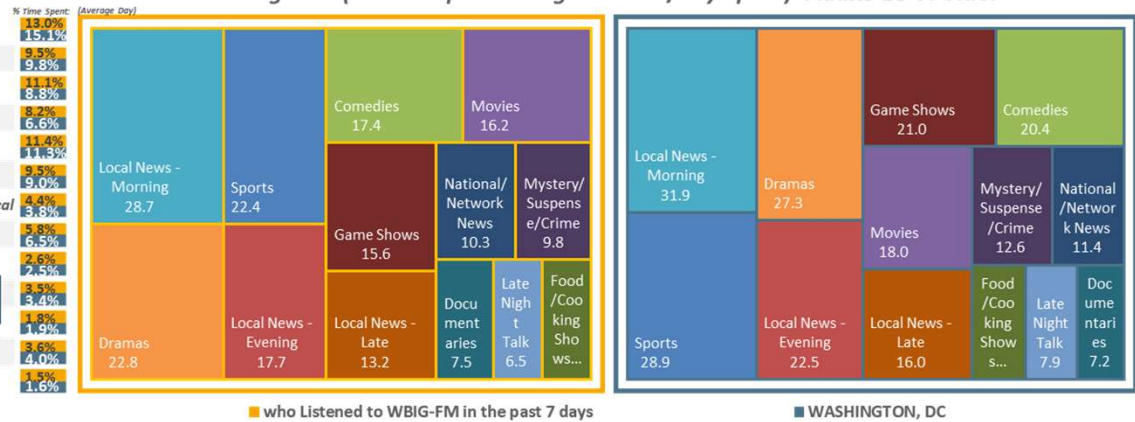 % Time Spent: (Average Day)
13.0%
15.1%
9.5%
9.8%
11.1%
8.8%
8.2%
6.6%
11.4%
11.3%
9.5%
9.0%
4.4%
3.8%
5.8%
6.5%
2.6%
2.5%
3.5%
3.4%
1.8%
1.9%
3.6%
4.0%
1.5%
1.6%
Local News -
Morning
28.7
Sports
22.4
Comedies
17.4
Movies
16.2
Game Shows
15.6
National/
Network
News
10.3
Mystery/
Suspens
e/Crime
9.8
Dramas
22.8
Local News -
Evening
17.7
Local News -
Late
13.2
Docu
ment
aries
7.5
Late
Nigh
t
Talk
6.5
Food
/Coo
king
Sho
ws...
Local News -
Morning
31.9
Dramas
27.3
Game Shows
21.0
Comedies
20.4
Movies
18.0
Mystery/
Suspense
/Crime
12.6
National
/Networ
k News
11.4
Sports
28.9
Local News -
Evening
22.5
Local News -
Late
16.0
Food
/Coo
king
Show
s...
Late
Night
Talk
7.9
Doc
ume
ntari
es
7.2
who Listened to WBIG-FM in the past 7 days
WASHINGTON, DC